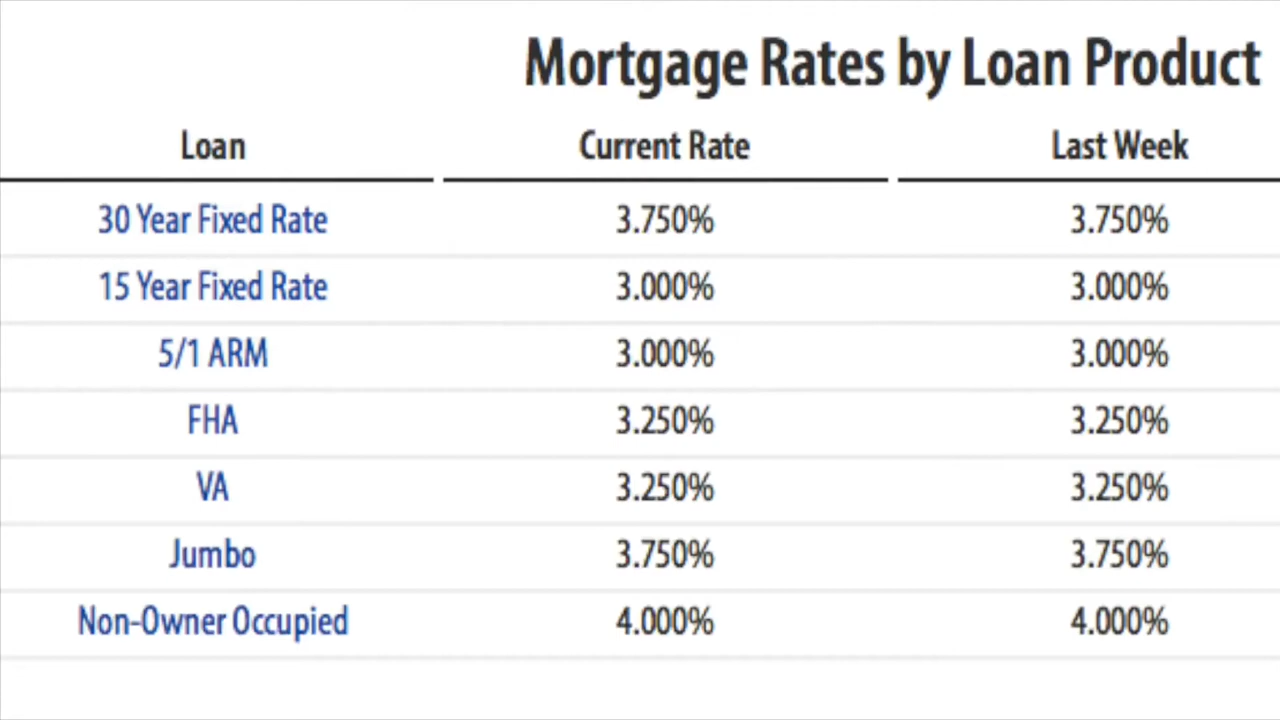 Mortgage Rates by Loan Product
Loan Current Rate Last Week
30 Year Fixed Rate 3.750% 3.750%
15 Year Fixed Rate 3.000% 3.000%
5/1 ARM 3.000% 3.000%
FHA 3.250% 3.250%
VA 3.250% 3.250%
Jumbo 3.750% 3.750%
Non-Owner Occupied 4.000% 4.000%